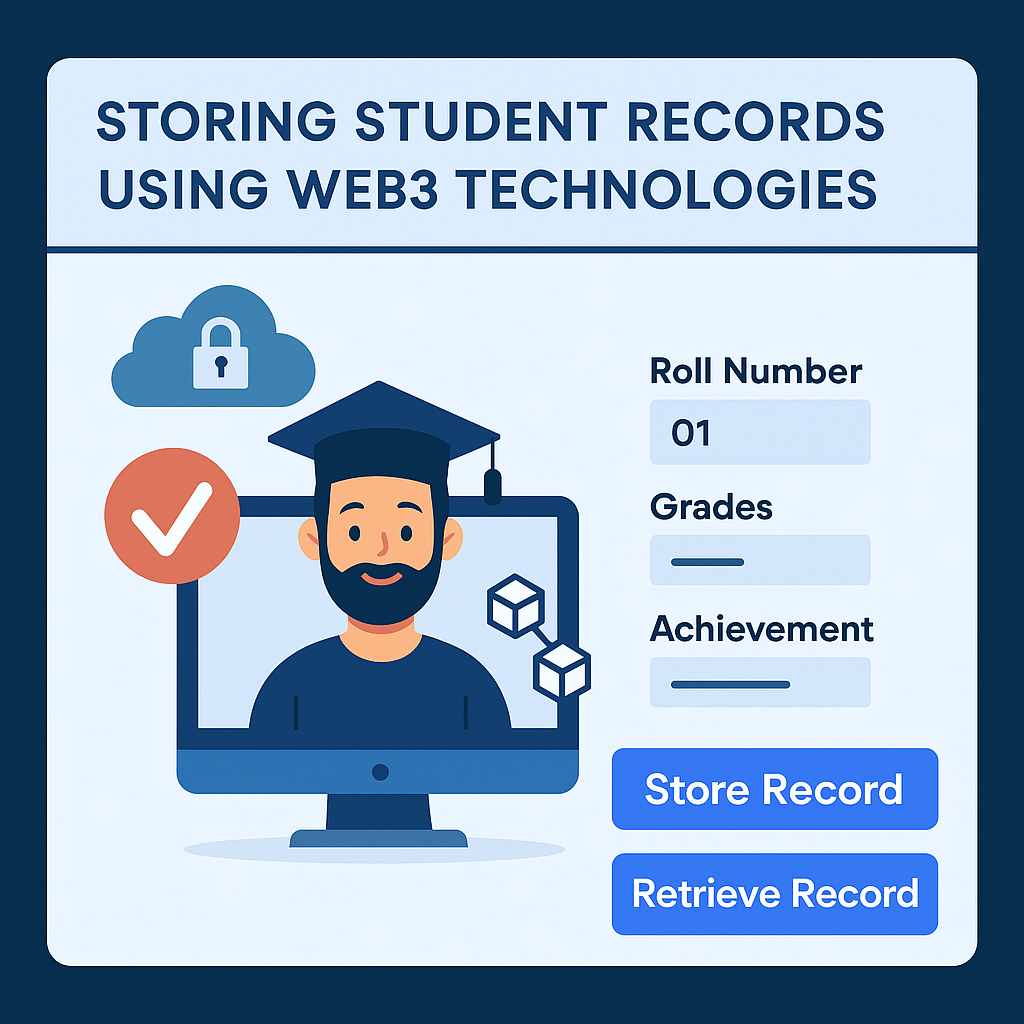 STORING STUDENT RECORDS
USING WEB3 TECHNOLOGIES
Roll Number
01
Grades
Achievement
Store Record
Retrieve Record